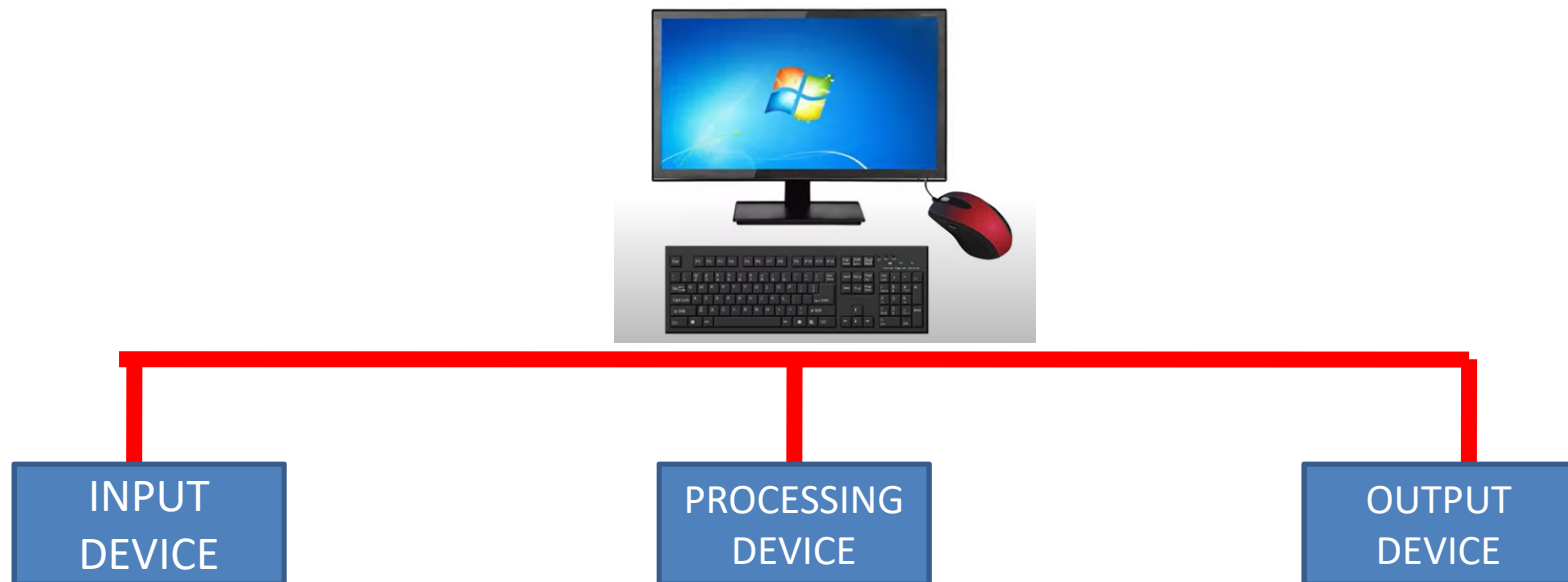 INPUT
DEVICE
PROCESSING
DEVICE
OUTPUT
DEVICE